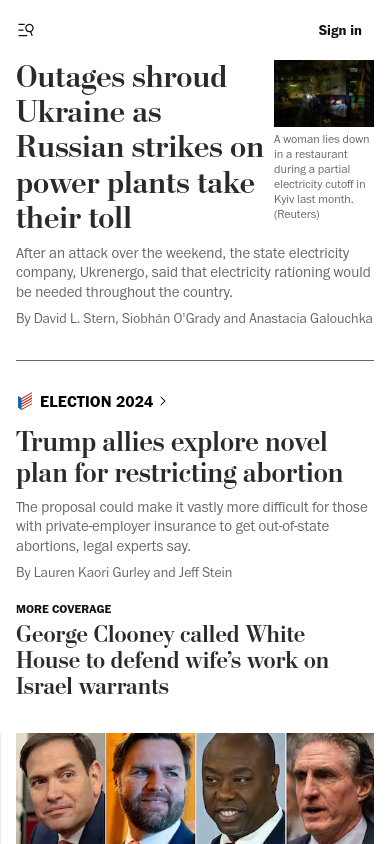 Sign in
Outages shroud
Ukraine as
Russian strikes on
power plants take
their toll
A woman lies down
in a restaurant
during a partial
electricity cutoff in
Kyiv last month.
(Reuters)
After an attack over the weekend, the state electricity
company, Ukrenergo, said that electricity rationing would
be needed throughout the country.
By David L. Stern, Siobhán O'Grady and Anastacia Galouchka
ELECTION 2024
Trump allies explore novel
plan for restricting abortion
The proposal could make it vastly more difficult for those
with private-employer insurance to get out-of-state
abortions, legal experts say.
By Lauren Kaori Gurley and Jeff Stein
MORE COVERAGE
George Clooney called White
House to defend wife’s work on
Israel warrants